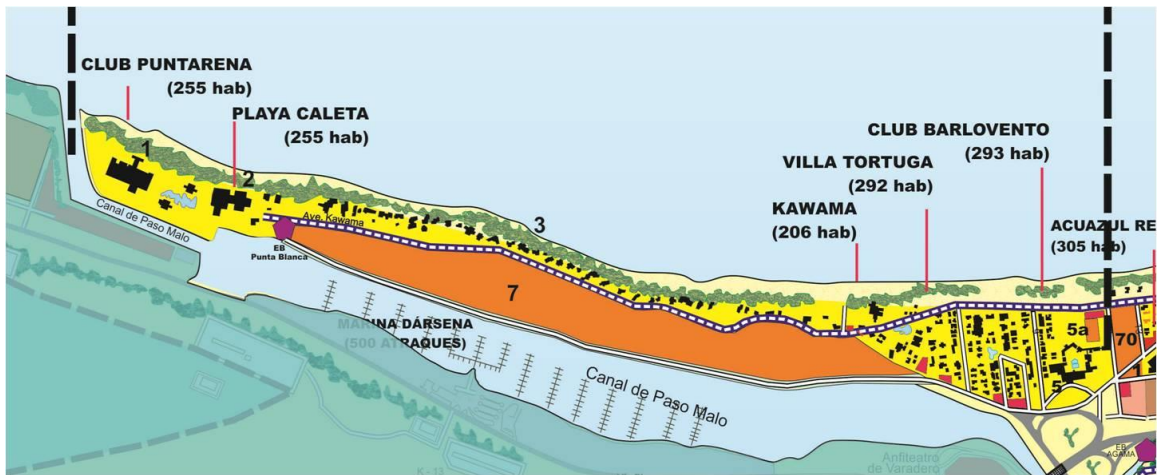 CLUB PUNTARENA
(255 hab)
PLAYA CALETA
(255 hab)
CLUB BARLOVENTO
(293 hab)
VILLA TORTUGA
(292 hab)
KAWAMA
(206 hab)
ACUAZUL RE
(305 hab)
1
2
3
Ave. Kawama
Canal de Paso Malo
EB
Punta Blanca
7
5a
70
5
MARINA DÁRSENA
(500 ATRAQUES)
Canal de Paso Malo
EB
AGAMA
Anfiteatro
de Varadero
K - 13